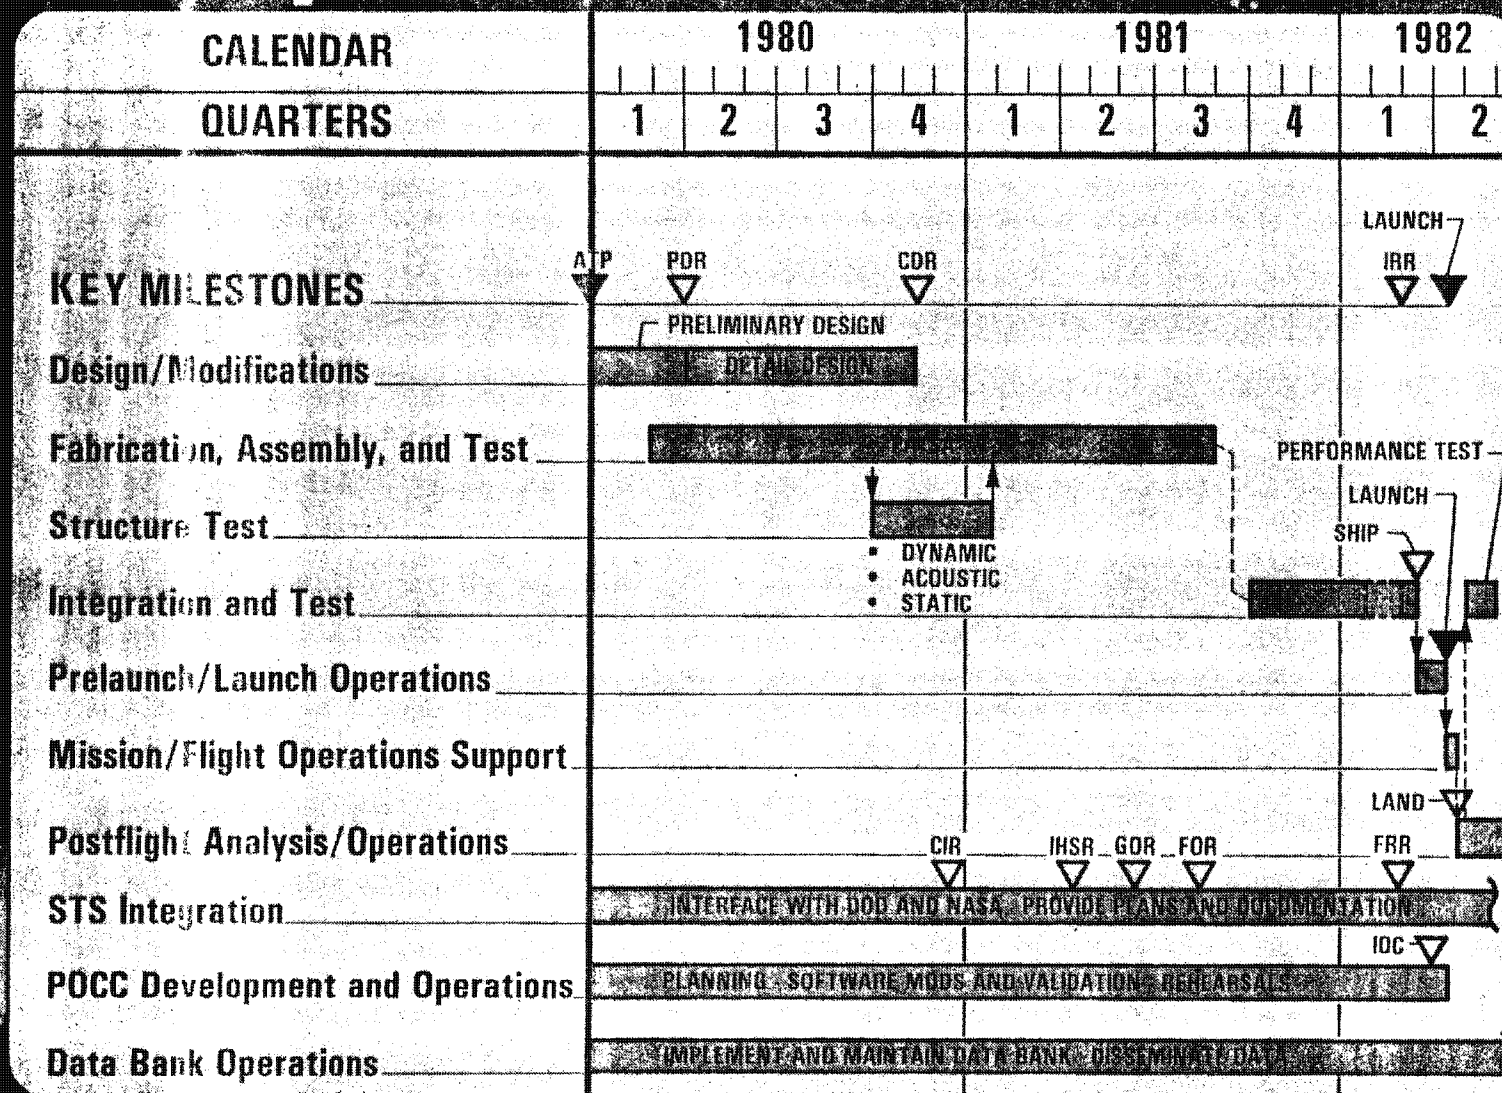 CALENDAR 1980 1981 1982
QUARTERS 1 2 3 4 1 2 3 4 1 2
LAUNCH
ATP PDR CDR IRR
KEY MILESTONES
PRELIMINARY DESIGN
Design/Modifications DETAIL DESIGN
Fabrication, Assembly, and Test PERFORMANCE TEST
LAUNCH
Structure Test SHIP
• DYNAMIC
• ACOUSTIC
• STATIC
Integration and Test
Prelaunch/Launch Operations
Mission/Flight Operations Support
LAND
Postflight Analysis/Operations CIR IHSR GOR FOR FRR
STS Integration INTERFACE WITH DOD AND NASA, PROVIDE PLANS AND DOCUMENTATION
IOC
POCC Development and Operations PLANNING - SOFTWARE MODS AND VALIDATION - REHEARSALS
Data Bank Operations IMPLEMENT AND MAINTAIN DATA BANK - DISSEMINATE DATA